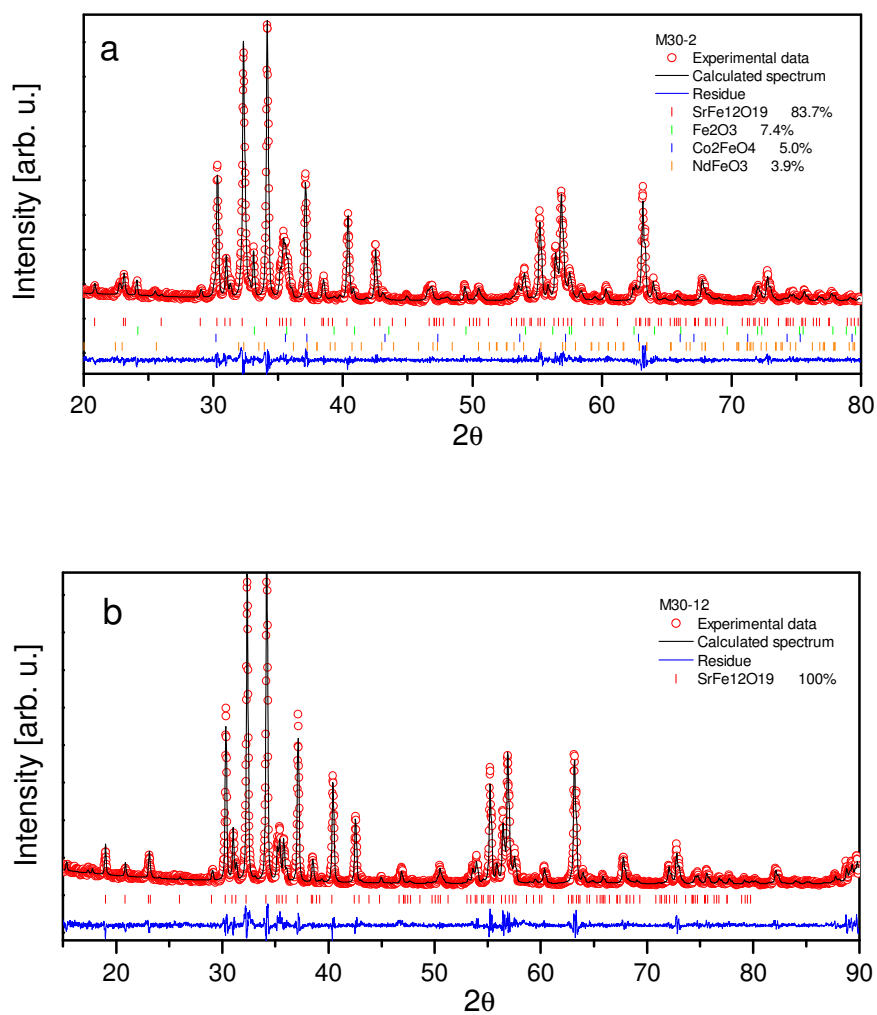 a
M30-2
Experimental data
Calculated spectrum
Residue
SrFe12O19 83.7%
Fe2O3 7.4%
Co2FeO4 5.0%
NdFeO3 3.9%
Intensity [arb. u.]
20 30 40 50 60 70 80
2θ
b
M30-12
Experimental data
Calculated spectrum
Residue
SrFe12O19 100%
Intensity [arb. u.]
20 30 40 50 60 70 80 90
2θ